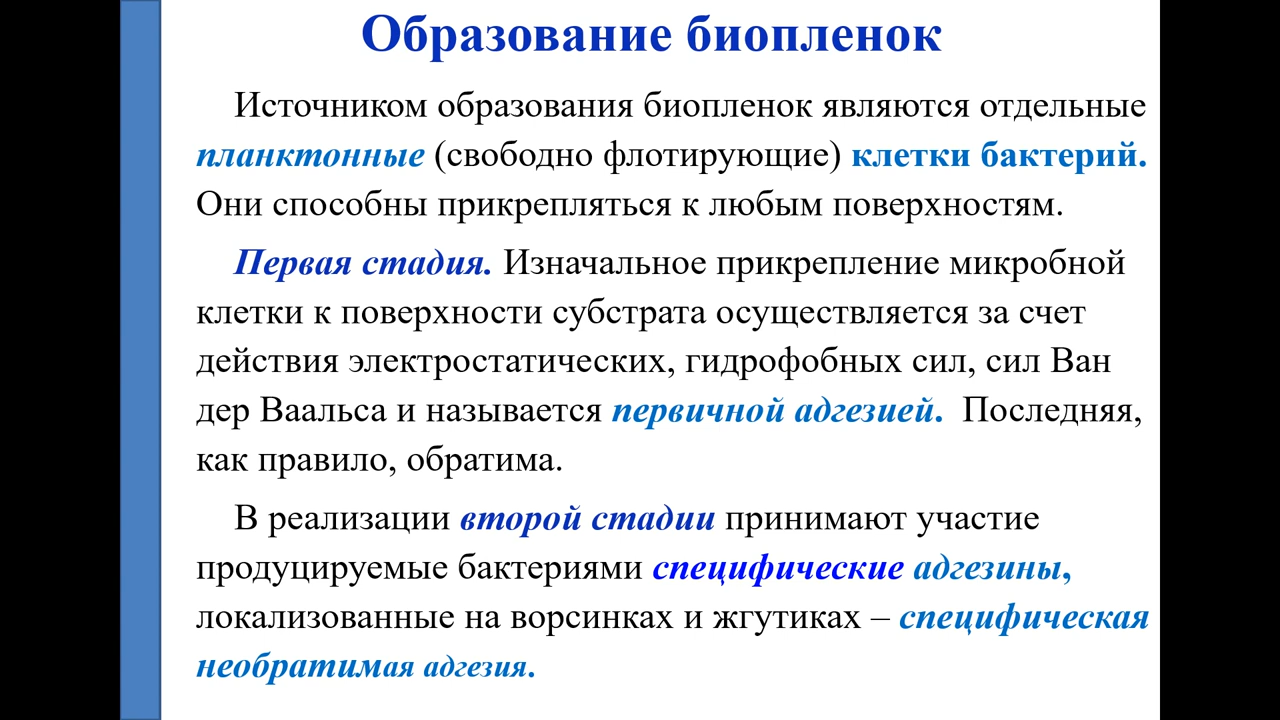 Образование биопленок
Источником образования биопленок являются отдельные
планктонные (свободно флотирующие) клетки бактерий.
Они способны прикрепляться к любым поверхностям.
Первая стадия. Изначальное прикрепление микробной
клетки к поверхности субстрата осуществляется за счет
действия электростатических, гидрофобных сил, сил Ван
дер Ваальса и называется первичной адгезией. Последняя,
как правило, обратима.
В реализации второй стадии принимают участие
продуцируемые бактериями специфические адгезины,
локализованные на ворсинках и жгутиках – специфическая
необратимая адгезия.